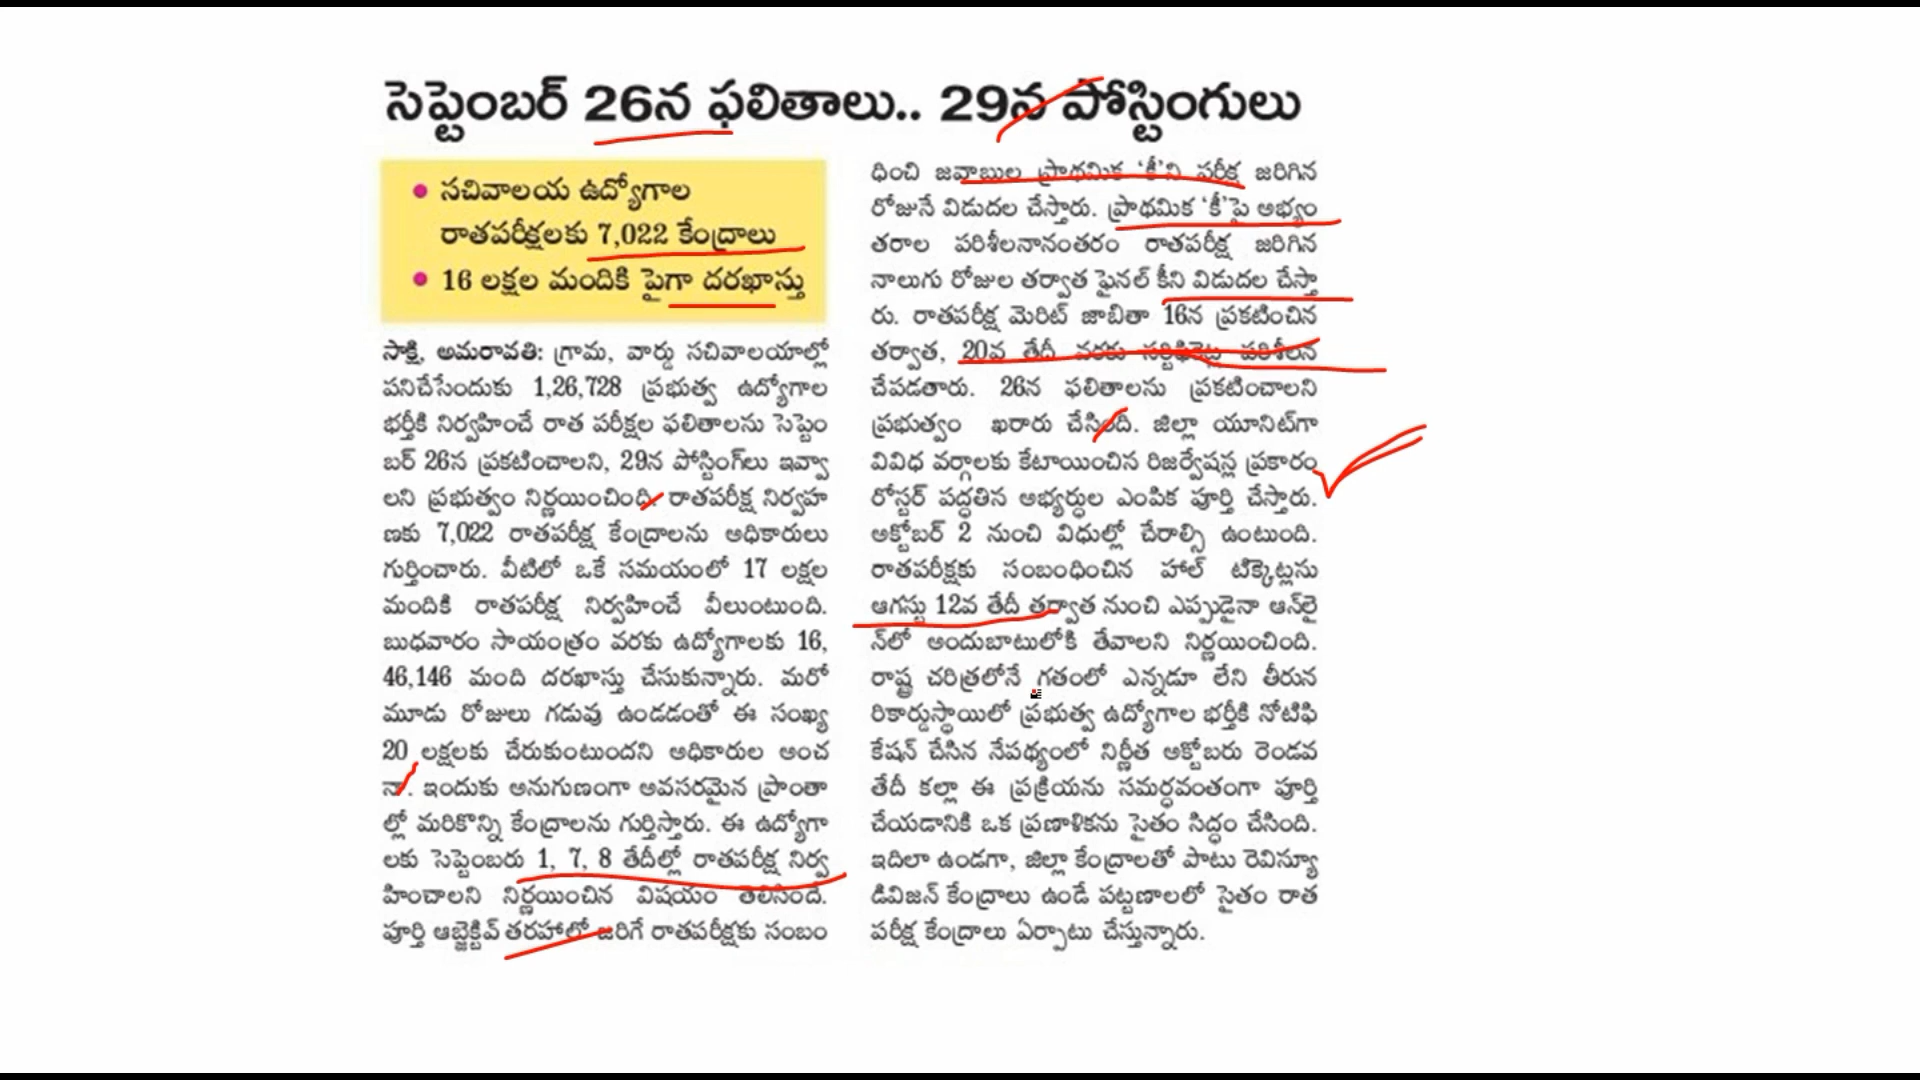 సెప్టెంబర్ 26న ఫలితాలు.. 29న పోస్టింగులు
సచివాలయ ఉద్యోగాల
రాతపరీక్షలకు 7,022 కేంద్రాలు
16 లక్షల మందికి పైగా దరఖాస్తు
సాక్షి, అమరావతి: గ్రామ, వార్డు సచివాలయాల్లో
పనిచేసేందుకు 1,26,728 ప్రభుత్వ ఉద్యోగాల
భర్తీకి నిర్వహించే రాత పరీక్షల ఫలితాలను సెప్టెం
బర్ 26న ప్రకటించాలని, 29న పోస్టింగ్‌లు ఇవ్వా
లని ప్రభుత్వం నిర్ణయించింది. రాతపరీక్ష నిర్వహ
ణకు 7,022 రాతపరీక్ష కేంద్రాలను అధికారులు
గుర్తించారు. వీటిలో ఒకే సమయంలో 17 లక్షల
మందికి రాతపరీక్ష నిర్వహించే వీలుంటుంది.
బుధవారం సాయంత్రం వరకు ఉద్యోగాలకు 16,
46,146 మంది దరఖాస్తు చేసుకున్నారు. మరో
మూడు రోజులు గడువు ఉండడంతో ఈ సంఖ్య
20 లక్షలకు చేరుకుంటుందని అధికారుల అంచ
నా. ఇందుకు అనుగుణంగా అవసరమైన ప్రాంతా
ల్లో మరికొన్ని కేంద్రాలను గుర్తిస్తారు. ఈ ఉద్యోగా
లకు సెప్టెంబరు 1, 7, 8 తేదీల్లో రాతపరీక్ష నిర్వ
హించాలని నిర్ణయించిన విషయం తెలిసిందే.
పూర్తి ఆబ్జెక్టివ్ తరహాలో జరిగే రాతపరీక్షకు సంబం
ధించి జవాబుల ప్రాథమిక ‘కీ’ని పరీక్ష జరిగిన
రోజునే విడుదల చేస్తారు. ప్రాథమిక ‘కీ’పై అభ్యం
తరాల పరిశీలనానంతరం రాతపరీక్ష జరిగిన
నాలుగు రోజుల తర్వాత ఫైనల్ కీని విడుదల చేస్తా
రు. రాతపరీక్ష మెరిట్ జాబితా 16న ప్రకటించిన
తర్వాత, 20వ తేదీ వరకు సర్టిఫికెట్ల పరిశీలన
చేపడతారు. 26న ఫలితాలను ప్రకటించాలని
ప్రభుత్వం ఖరారు చేసింది. జిల్లా యూనిట్‌గా
వివిధ వర్గాలకు కేటాయించిన రిజర్వేషన్ల ప్రకారం
రోస్టర్ పద్ధతిన అభ్యర్థుల ఎంపిక పూర్తి చేస్తారు.
అక్టోబర్ 2 నుంచి విధుల్లో చేరాల్సి ఉంటుంది.
రాతపరీక్షకు సంబంధించిన హాల్ టిక్కెట్లను
ఆగస్టు 12వ తేదీ తర్వాత నుంచి ఎప్పుడైనా ఆన్‌లై
న్‌లో అందుబాటులోకి తేవాలని నిర్ణయించింది.
రాష్ట్ర చరిత్రలోనే గతంలో ఎన్నడూ లేని తీరున
రికార్డుస్థాయిలో ప్రభుత్వ ఉద్యోగాల భర్తీకి నోటిఫి
కేషన్ చేసిన నేపథ్యంలో నిర్ణీత అక్టోబరు రెండవ
తేదీ కల్లా ఈ ప్రక్రియను సమర్థవంతంగా పూర్తి
చేయడానికి ఒక ప్రణాళికను సైతం సిద్ధం చేసింది.
ఇదిలా ఉండగా, జిల్లా కేంద్రాలతో పాటు రెవిన్యూ
డివిజన్ కేంద్రాలు ఉండే పట్టణాలలో సైతం రాత
పరీక్ష కేంద్రాలు ఏర్పాటు చేస్తున్నారు.